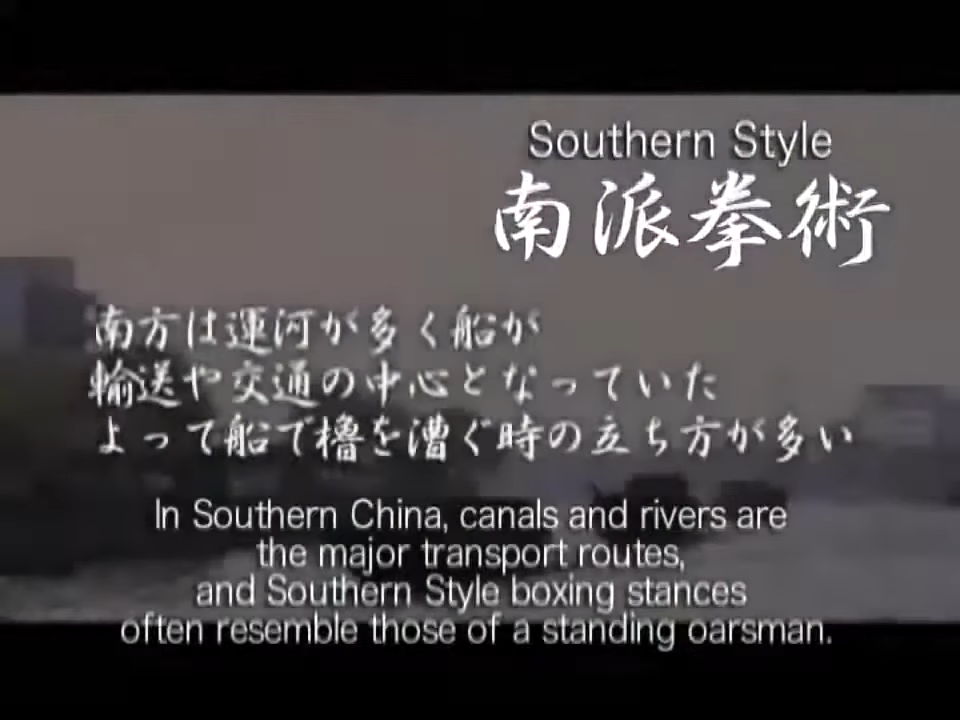 Southern Style
南派拳術
南方は運河が多く船が
輸送や交通の中心となっていた
よって船で櫓を漕ぐ時の立ち方が多い
In Southern China, canals and rivers are
the major transport routes,
and Southern Style boxing stances
often resemble those of a standing oarsman.